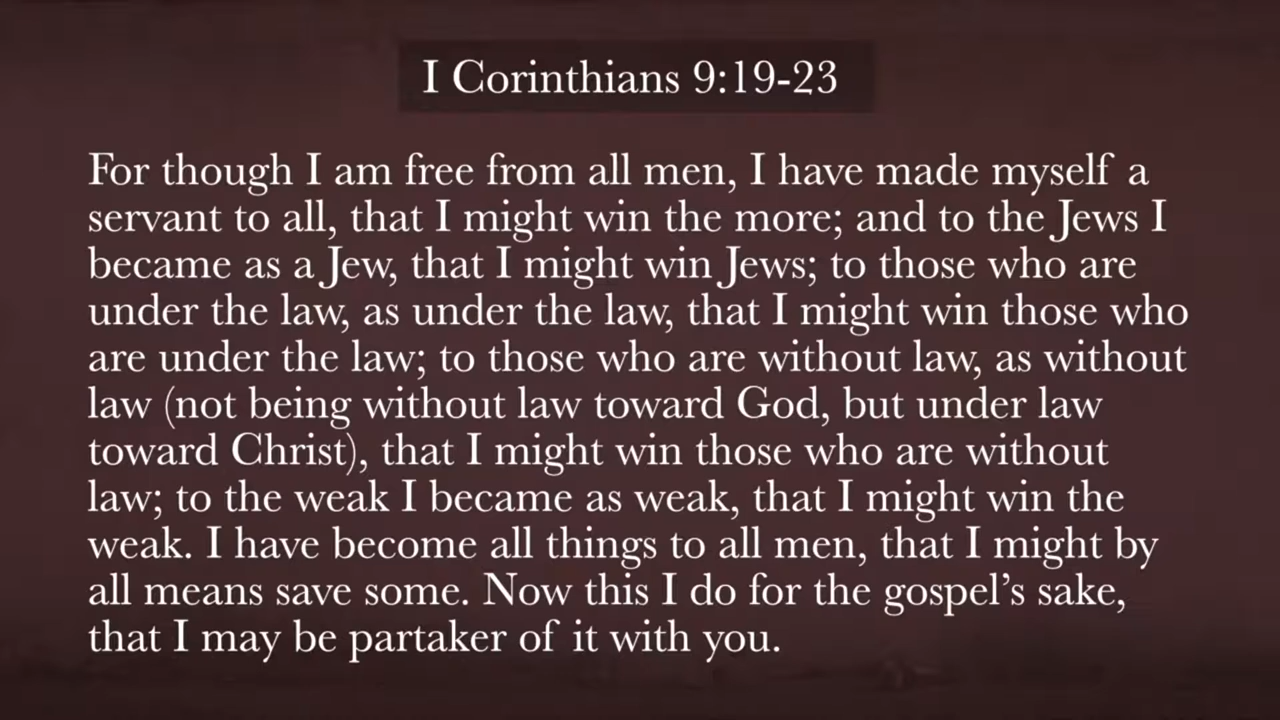 I Corinthians 9:19-23
For though I am free from all men, I have made myself a
servant to all, that I might win the more; and to the Jews I
became as a Jew, that I might win Jews; to those who are
under the law, as under the law, that I might win those who
are under the law; to those who are without law, as without
law (not being without law toward God, but under law
toward Christ), that I might win those who are without
law; to the weak I became as weak, that I might win the
weak. I have become all things to all men, that I might by
all means save some. Now this I do for the gospel’s sake,
that I may be partaker of it with you.